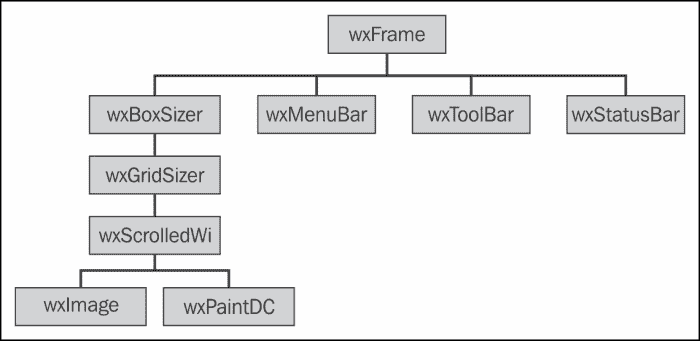 wxFrame
wxBoxSizer
wxMenuBar
wxToolBar
wxStatusBar
wxGridSizer
wxScrolledWi
wxImage
wxPaintDC